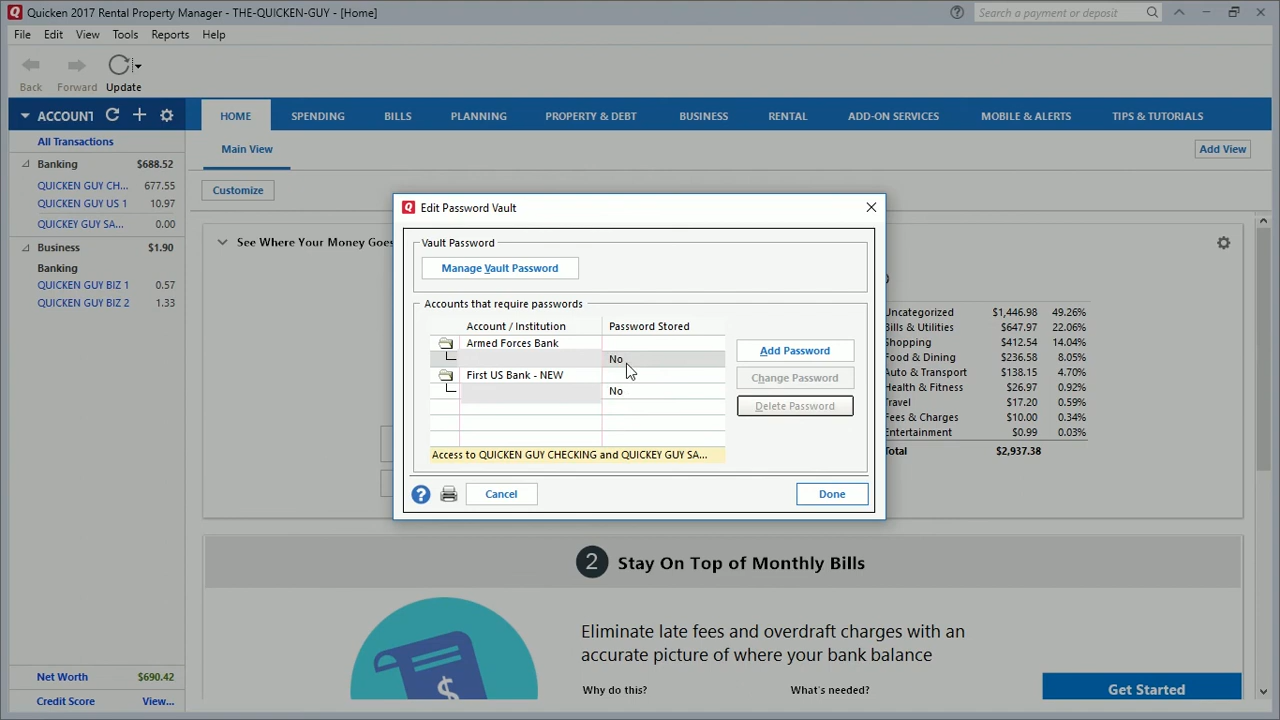 Quicken 2017 Rental Property Manager - THE-QUICKEN-GUY - [Home]
Search a payment or deposit
File Edit View Tools Reports Help
Back Forward Update
ACCOUNT
HOME SPENDING BILLS PLANNING PROPERTY & DEBT BUSINESS RENTAL ADD-ON SERVICES MOBILE & ALERTS TIPS & TUTORIALS
All Transactions
Main View
Add View
Banking $688.52
QUICKEN GUY CH... 677.55
QUICKEN GUY US 1 10.97
QUICKEY GUY SA... 0.00
Business $1.90
Banking
QUICKEN GUY BIZ 1 0.57
QUICKEN GUY BIZ 2 1.33
Net Worth $690.42
Credit Score View...
Customize
See Where Your Money Goes
Edit Password Vault
Vault Password
Manage Vault Password
Accounts that require passwords
Account / Institution Password Stored
Armed Forces Bank
No
First US Bank - NEW
No
Access to QUICKEN GUY CHECKING and QUICKEY GUY SA...
Add Password
Change Password
Delete Password
Cancel
Done
Uncategorized $1,446.98 49.26%
Bills & Utilities $647.97 22.06%
Shopping $412.54 14.04%
Food & Dining $236.58 8.05%
Auto & Transport $138.15 4.70%
Health & Fitness $26.97 0.92%
Travel $17.20 0.59%
Fees & Charges $10.00 0.34%
Entertainment $0.99 0.03%
Total $2,937.38
2 Stay On Top of Monthly Bills
Eliminate late fees and overdraft charges with an
accurate picture of where your bank balance
Why do this? What's needed?
Get Started